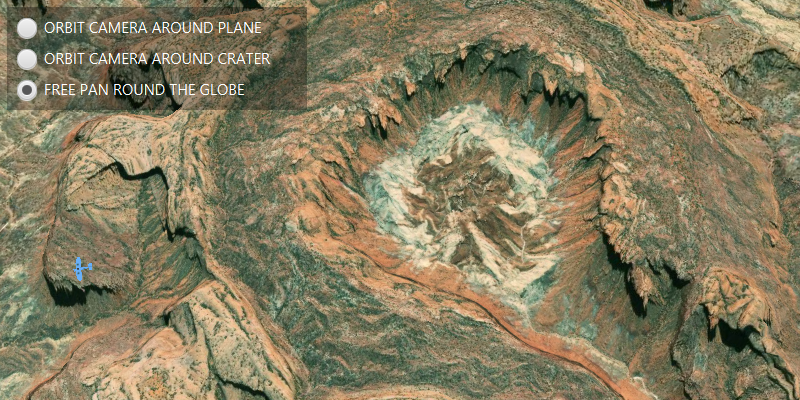 ORBIT CAMERA AROUND PLANE
ORBIT CAMERA AROUND CRATER
FREE PAN ROUND THE GLOBE